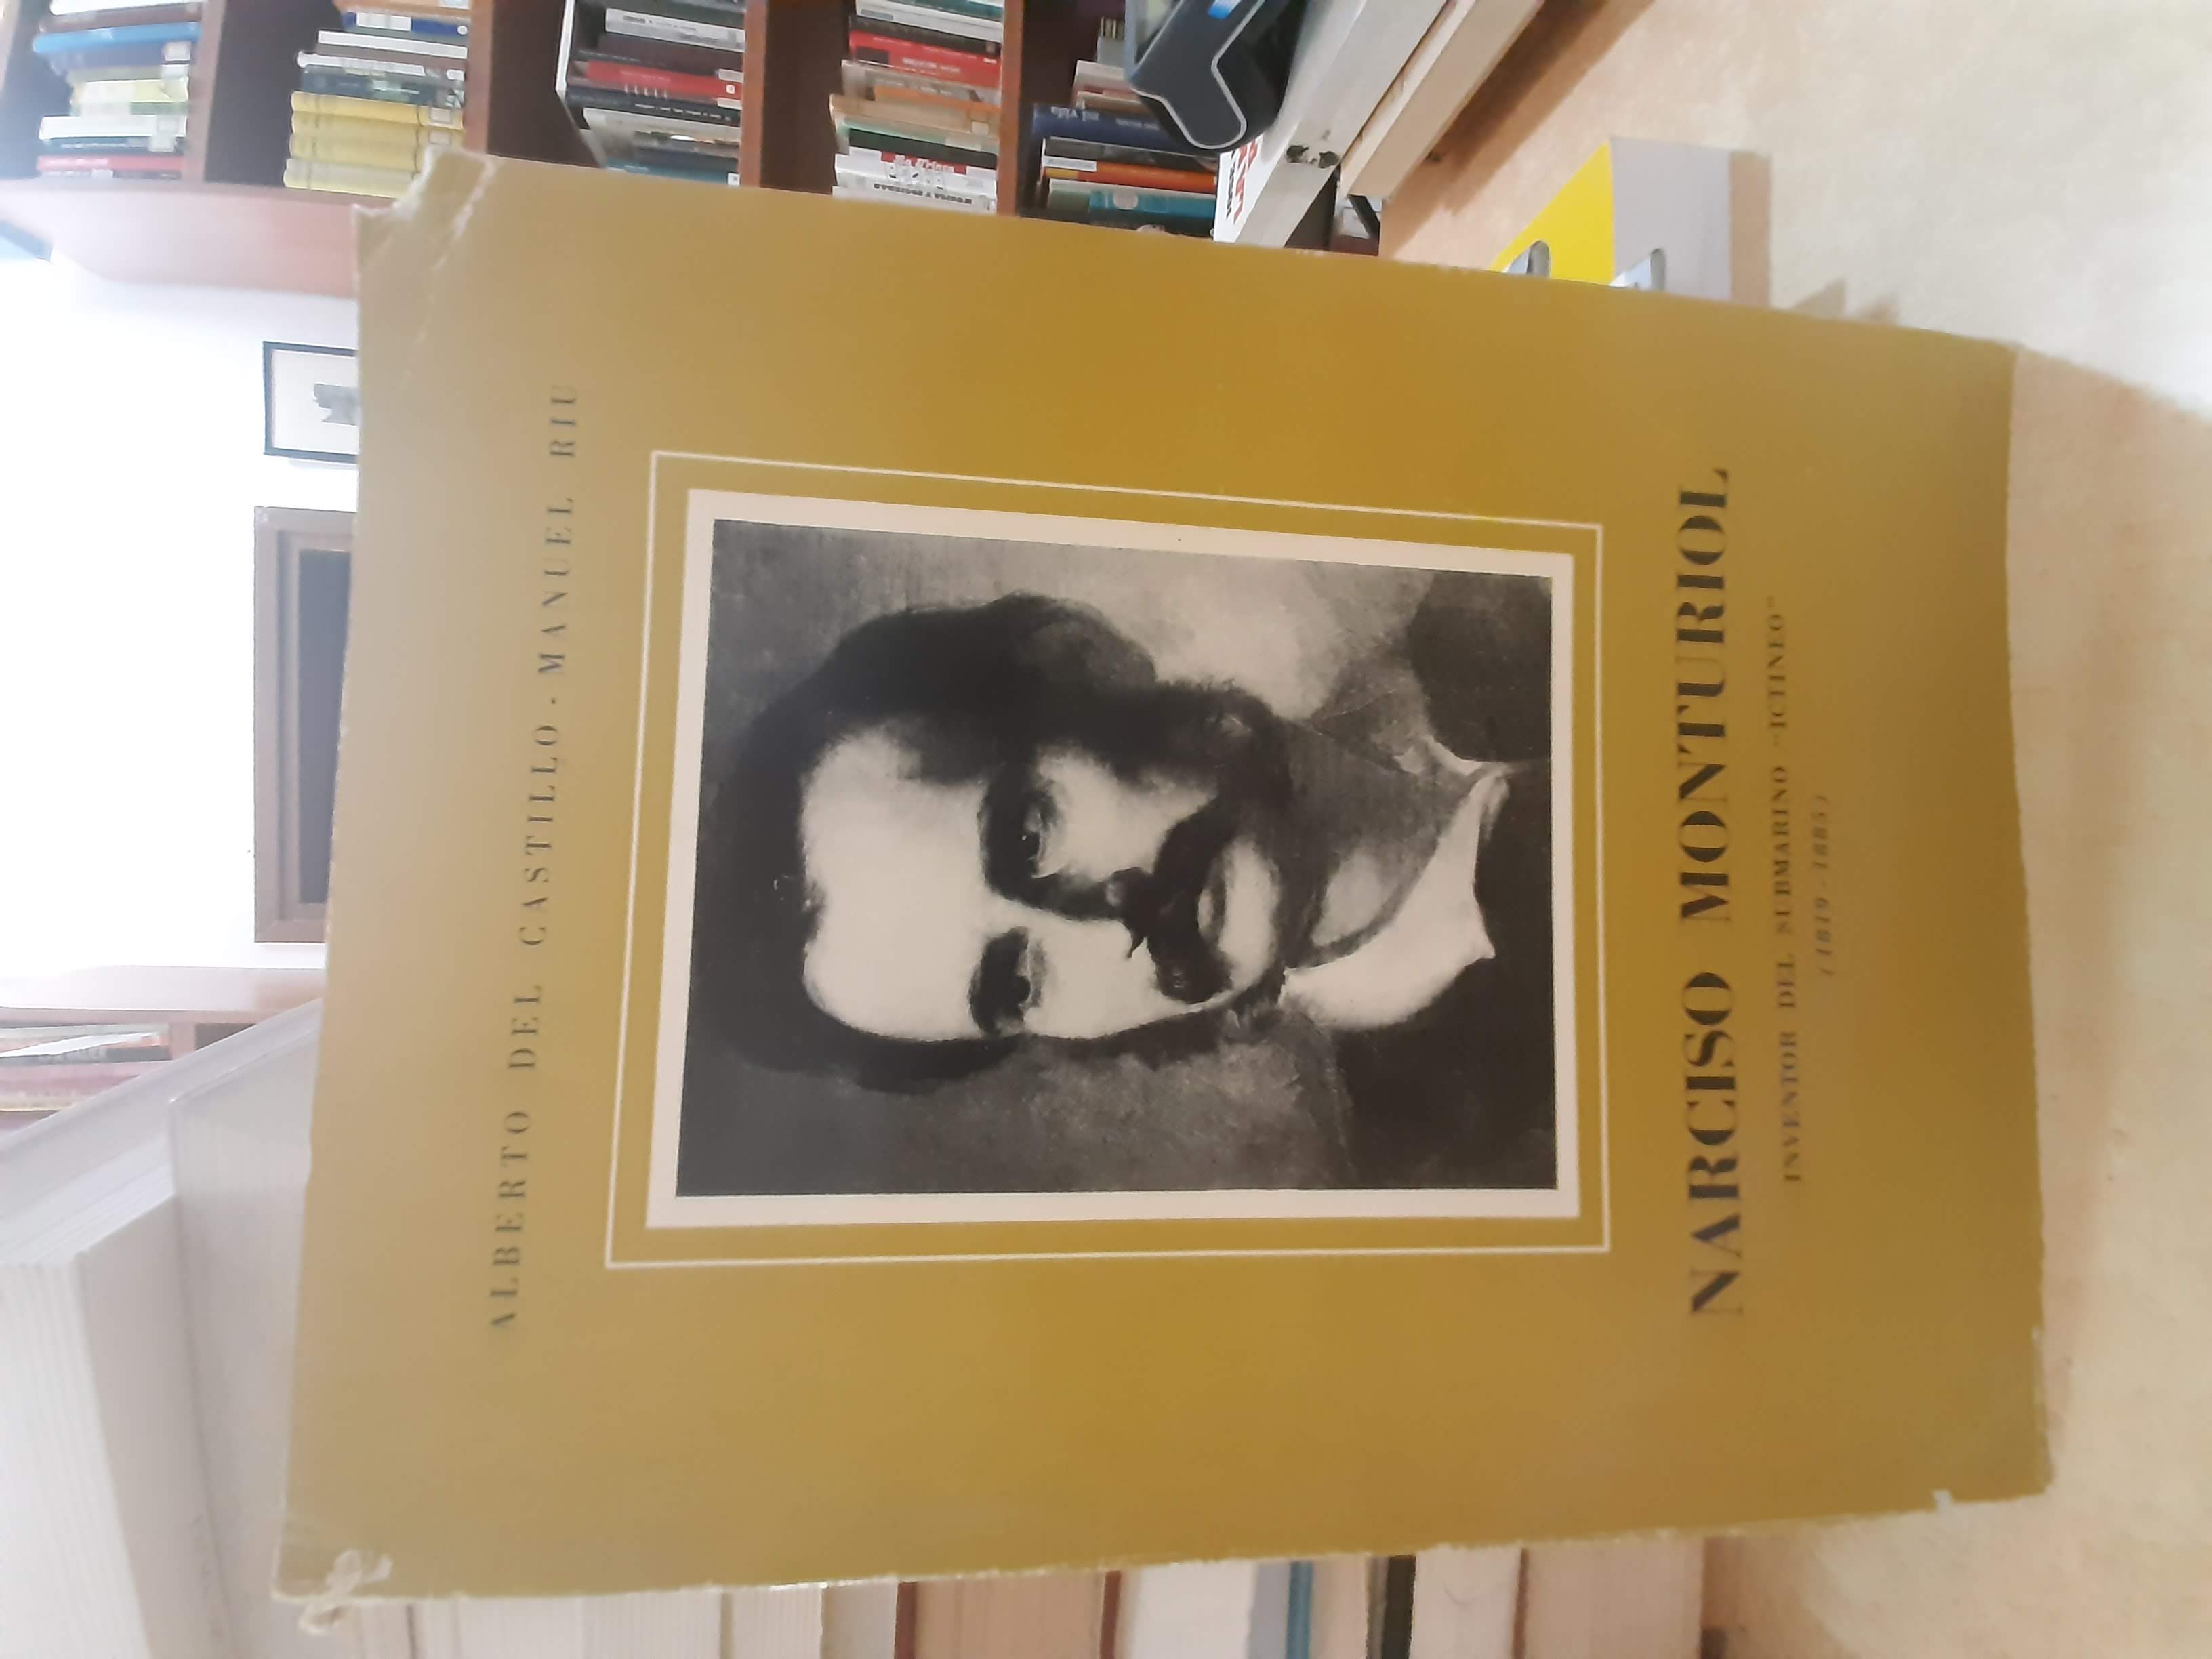 ALBERTO DEL CASTILLO - MANUEL RIU
NARCISO MONTURIOL
INVENTOR DEL SUBMARINO "ICTINEO"
(1819-1885)